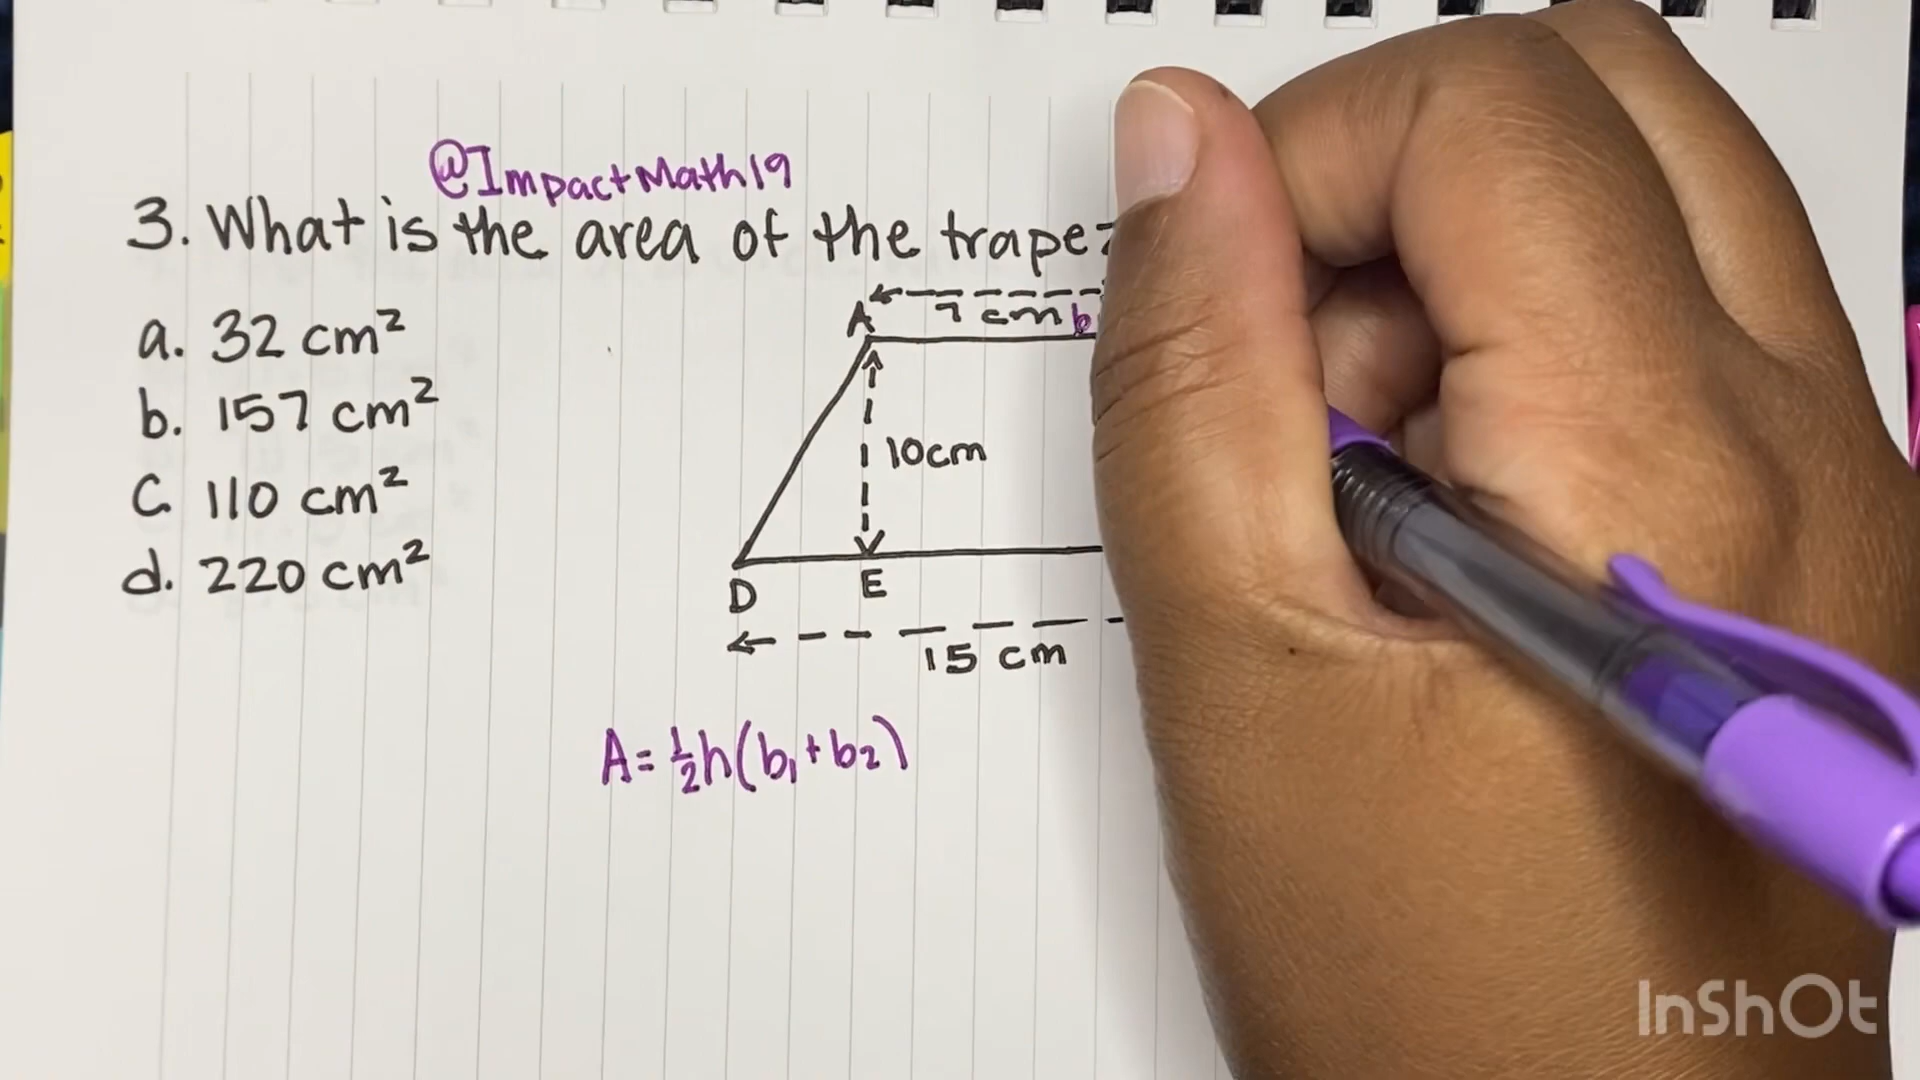 @ImpactMath19
3. What is the area of the
a. 32 cm²
b. 157 cm²
c. 110 cm²
d. 220 cm²
7 cm b
A
10cm
D E
15 cm
A = ½h(b₁ + b₂)
InShOt